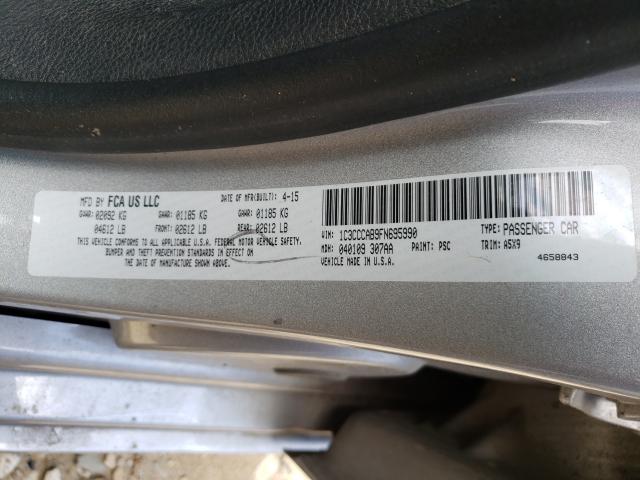 MFD BY FCA US LLC DATE OF MFR(BUILT): 4-15
GVWR: 02092 KG GAWR: 01185 KG GAWR: 01185 KG
04612 LB FRONT: 02612 LB REAR: 02612 LB
THIS VEHICLE CONFORMS TO ALL APPLICABLE U.S.A. FEDERAL MOTOR VEHICLE SAFETY,
BUMPER AND THEFT PREVENTION STANDARDS IN EFFECT ON
THE DATE OF MANUFACTURE SHOWN ABOVE.
VIN: 1C3CCCAB9FN695990 TYPE: PASSENGER CAR
MDH: 040109 307AA PAINT: PSC TRIM: A5X9
VEHICLE MADE IN U.S.A. 4658843